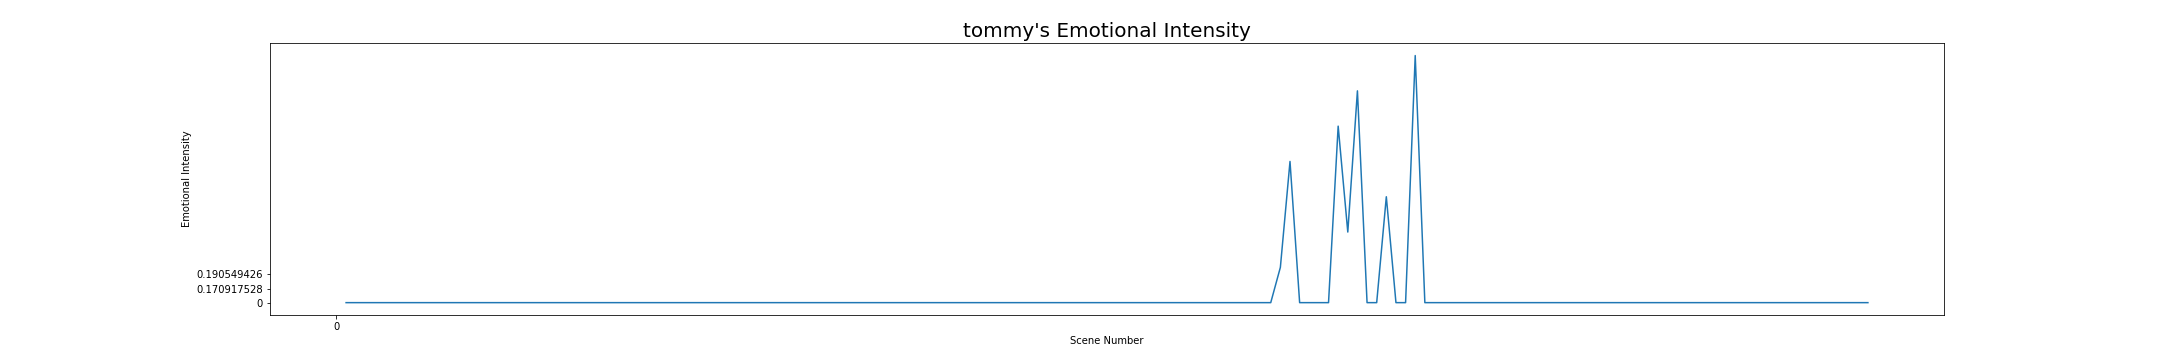 tommy's Emotional Intensity
Emotional Intensity
0.190549426
0.170917528
0
0
Scene Number